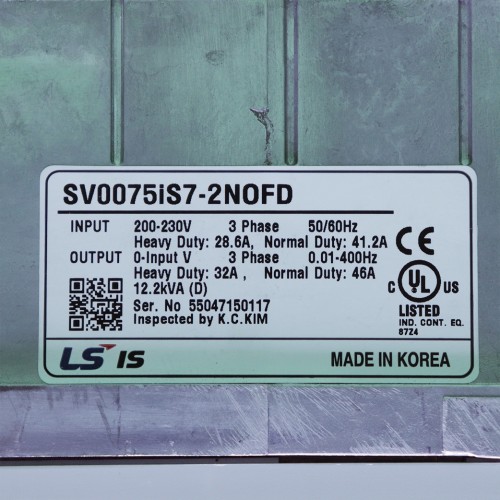 SV0075iS7-2NOFD
INPUT 200-230V 3 Phase 50/60Hz
Heavy Duty: 28.6A, Normal Duty: 41.2A
OUTPUT 0-Input V 3 Phase 0.01-400Hz
Heavy Duty: 32A , Normal Duty: 46A
12.2kVA (D)
Ser. No 55047150117
Inspected by K.C.KIM
CE
C UL US
LISTED
IND. CONT. EQ.
8724
LS IS
MADE IN KOREA